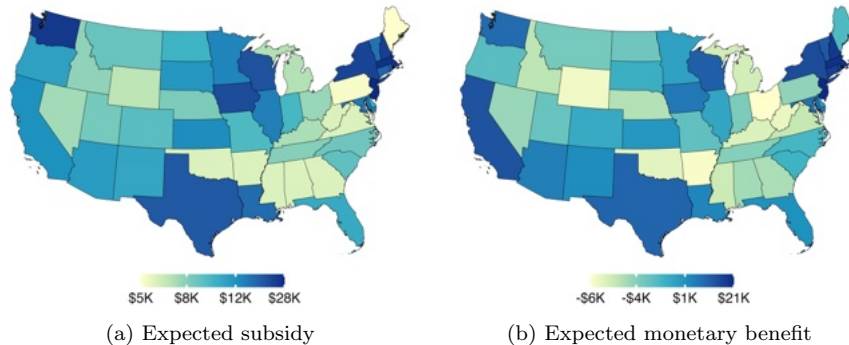 $5K $8K $12K $28K
-$6K -$4K $1K $21K
(a) Expected subsidy
(b) Expected monetary benefit